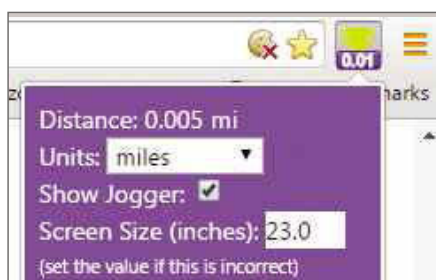 0.01
arks
Distance: 0.005 mi
Units: miles
Show Jogger:
Screen Size (inches): 23.0
(set the value if this is incorrect)